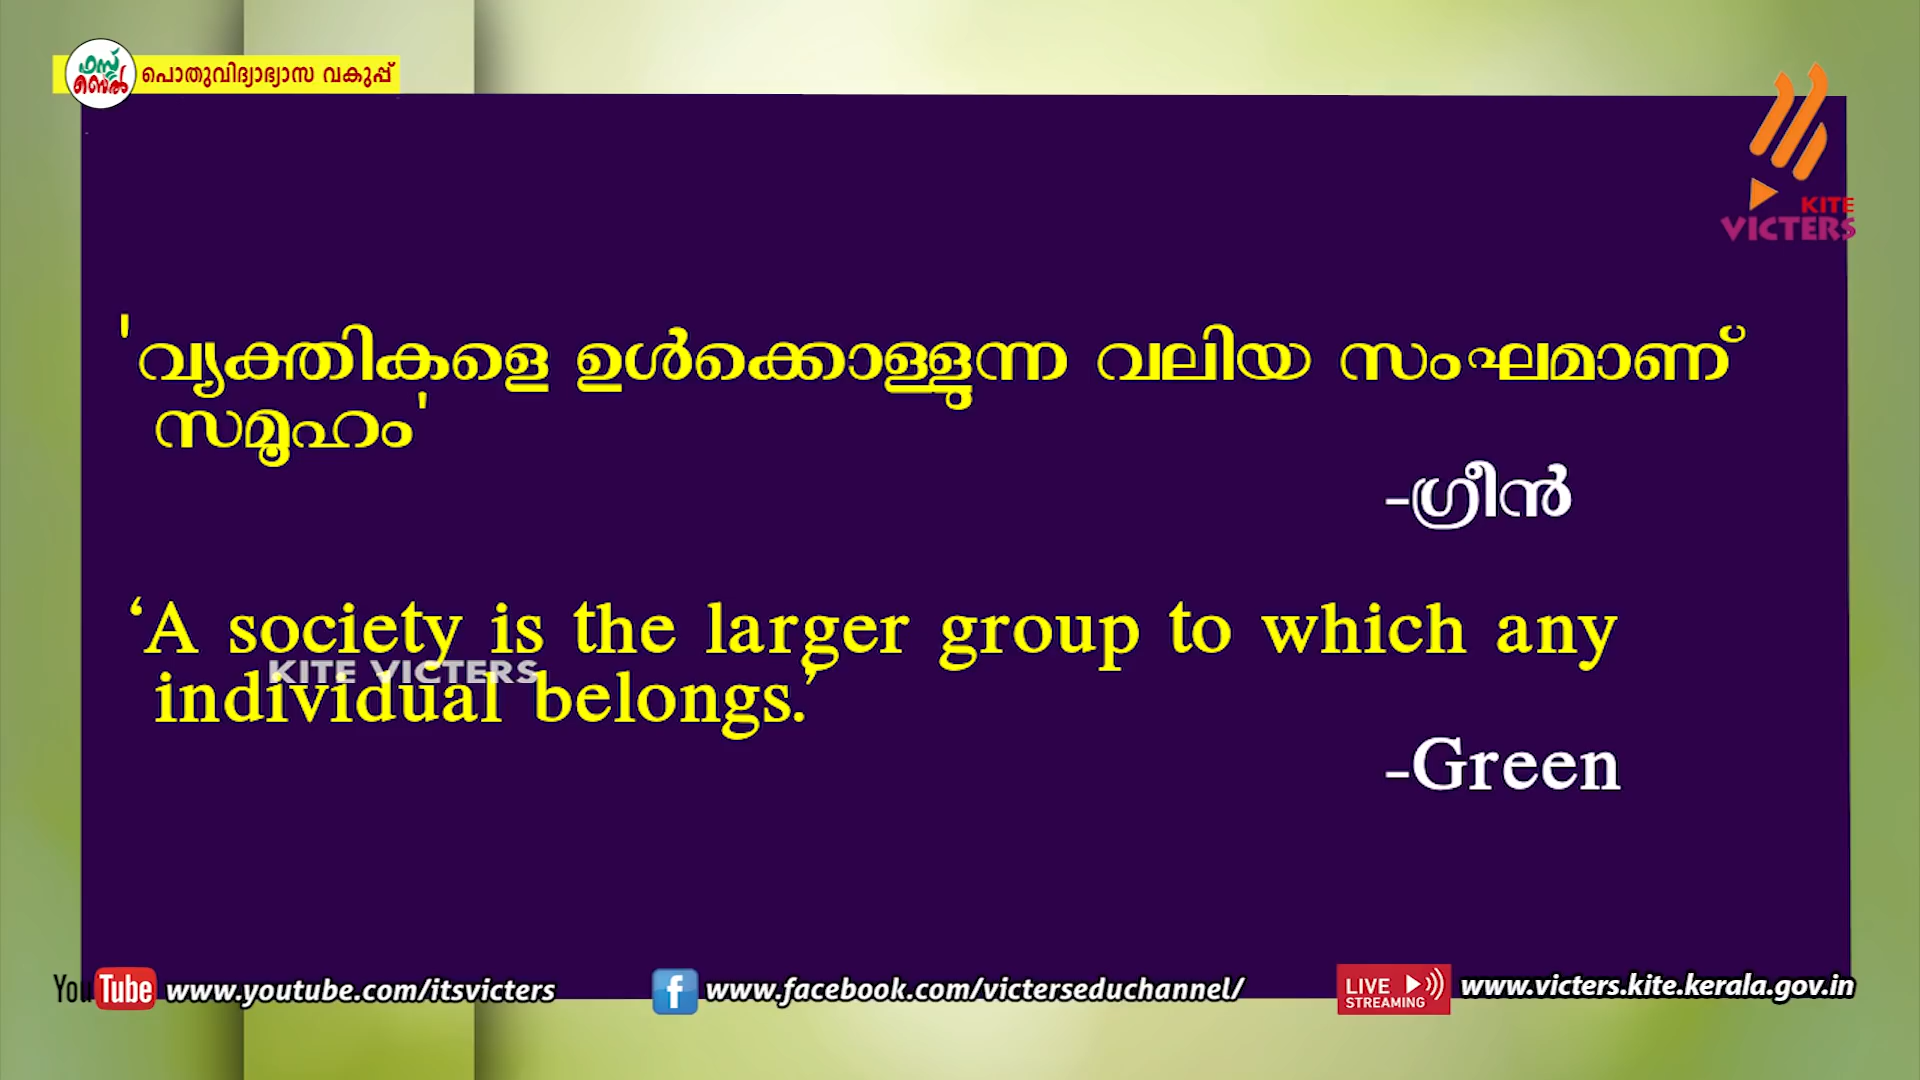 ഫസ്റ്റ് ബെൽ
പൊതുവിദ്യാഭ്യാസ വകുപ്പ്
KITE
VICTERS
'വ്യക്തികളെ ഉൾക്കൊള്ളുന്ന വലിയ സംഘമാണ്
സമൂഹം'
-ഗ്രീൻ
‘A society is the larger group to which any
KITE VICTERS
individual belongs.’
-Green
YouTube www.youtube.com/itsvicters
f www.facebook.com/victerseduchannel/
LIVE STREAMING www.victers.kite.kerala.gov.in